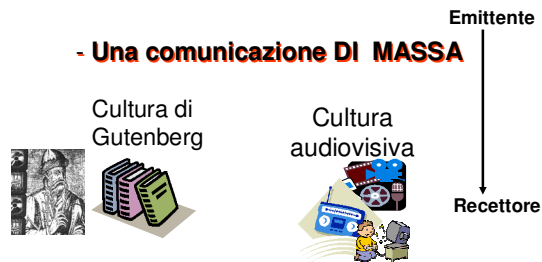 Emittente
- Una comunicazione DI MASSA
Cultura di
Gutenberg
Cultura
audiovisiva
Recettore